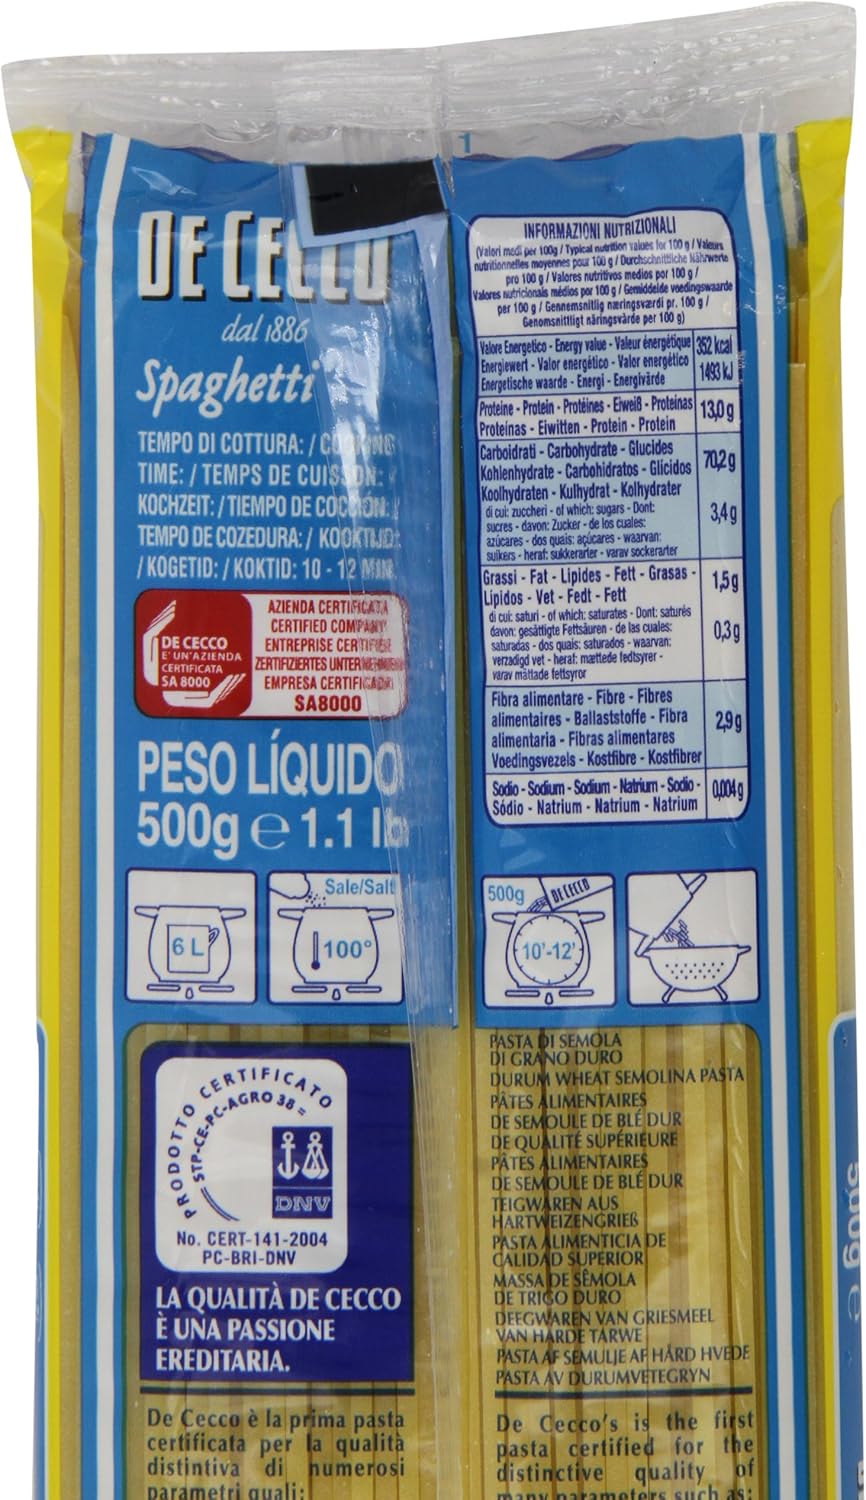 1
DE CECCO
dal 1886
Spaghetti
TEMPO DI COTTURA: / COOKING
TIME: / TEMPS DE CUISSON: /
KOCHZEIT: / TIEMPO DE COCCIÓN: /
TEMPO DE COZEDURA: / KOOKTIJD:
/ KOGETID: / KOKTID: 10 - 12 MIN.
DE CECCO
E' UN'AZIENDA
CERTIFICATA
SA 8000
AZIENDA CERTIFICATA
CERTIFIED COMPANY
ENTREPRISE CERTIFIÉE
ZERTIFIZIERTES UNTERNEHMEN
EMPRESA CERTIFICADA
SA8000
PESO LÍQUIDO
500g e 1.1 lb
6 L
Sale/Salt
100°
INFORMAZIONI NUTRIZIONALI
(Valori medi per 100g / Typical nutrition values for 100 g / Valeurs
nutritionnelles moyennes pour 100 g / Durchschnittliche Nährwerte
pro 100 g / Valores nutritivos medios por 100 g /
Valores nutricionais médios por 100 g / Gemiddelde voedingswaarde
per 100 g / Gennemsnitlig næringsværdi pr. 100 g /
Genomsnittligt näringsvärde per 100 g)
Valore Energetico - Energy value - Valeur énergétique 352 kcal
Energiewert - Valor energético - Valor energético 1493 kJ
Energetische waarde - Energi - Energivärde
Proteine - Protein - Protéines - Eiweiß - Proteinas 13,0 g
Proteínas - Eiwitten - Protein - Protein
Carboidrati - Carbohydrate - Glucides 70,2 g
Kohlenhydrate - Carbohidratos - Glicidos
Koolhydraten - Kulhydrat - Kolhydrater
di cui: zuccheri - of which: sugars - Dont: 3,4 g
sucres - davon: Zucker - de los cuales:
azúcares - dos quais: açúcares - waarvan:
suikers - heraf: sukkerarter - varav sockerarter
Grassi - Fat - Lipides - Fett - Grasas - 1,5 g
Lipidos - Vet - Fedt - Fett
di cui: saturi - of which: saturates - Dont: saturés 0,3 g
davon: gesättigte Fettsäuren - de las cuales:
saturadas - dos quais: saturados - waarvan:
verzadigd vet - heraf: mættede fedtsyrer -
varav mättade fettsyror
Fibra alimentare - Fibre - Fibres 2,9 g
alimentaires - Ballaststoffe - Fibra
alimentaria - Fibras alimentares
Voedingsvezels - Kostfibre - Kostfibrer
Sodio - Sodium - Sodium - Natrium - Sodio - 0,004 g
Sódio - Natrium - Natrium - Natrium
500g
DE CECCO
10'-12'
PRODOTTO CERTIFICATO
STP-CE-PC-AGRO 38 =
DNV
No. CERT-141-2004
PC-BRI-DNV
LA QUALITÀ DE CECCO
È UNA PASSIONE
EREDITARIA.
De Cecco è la prima pasta
certificata per la qualità
distintiva di numerosi
parametri quali:
PASTA DI SEMOLA
DI GRANO DURO
DURUM WHEAT SEMOLINA PASTA
PÂTES ALIMENTAIRES
DE SEMOULE DE BLÉ DUR
DE QUALITÉ SUPÉRIEURE
PÂTES ALIMENTAIRES
DE SEMOULE DE BLÉ DUR
TEIGWAREN AUS
HARTWEIZENGRIEß
PASTA ALIMENTICIA DE
CALIDAD SUPERIOR
MASSA DE SÊMOLA
DE TRIGO DURO
DEEGWAREN VAN GRIESMEEL
VAN HARDE TARWE
PASTA AF SEMULJE AF HÅRD HVEDE
PASTA AV DURUMVETEGRYN
De Cecco's is the first
pasta certified for the
distinctive quality of
many parameters such as:
500g e